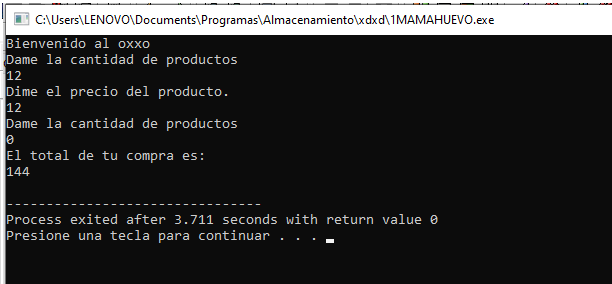 C:\Users\LENOVO\Documents\Programas\Almacenamiento\xdxd\1MAMAHUEVO.exe
Bienvenido al oxxo
Dame la cantidad de productos
12
Dime el precio del producto.
12
Dame la cantidad de productos
0
El total de tu compra es:
144
--------------------------------
Process exited after 3.711 seconds with return value 0
Presione una tecla para continuar . . .